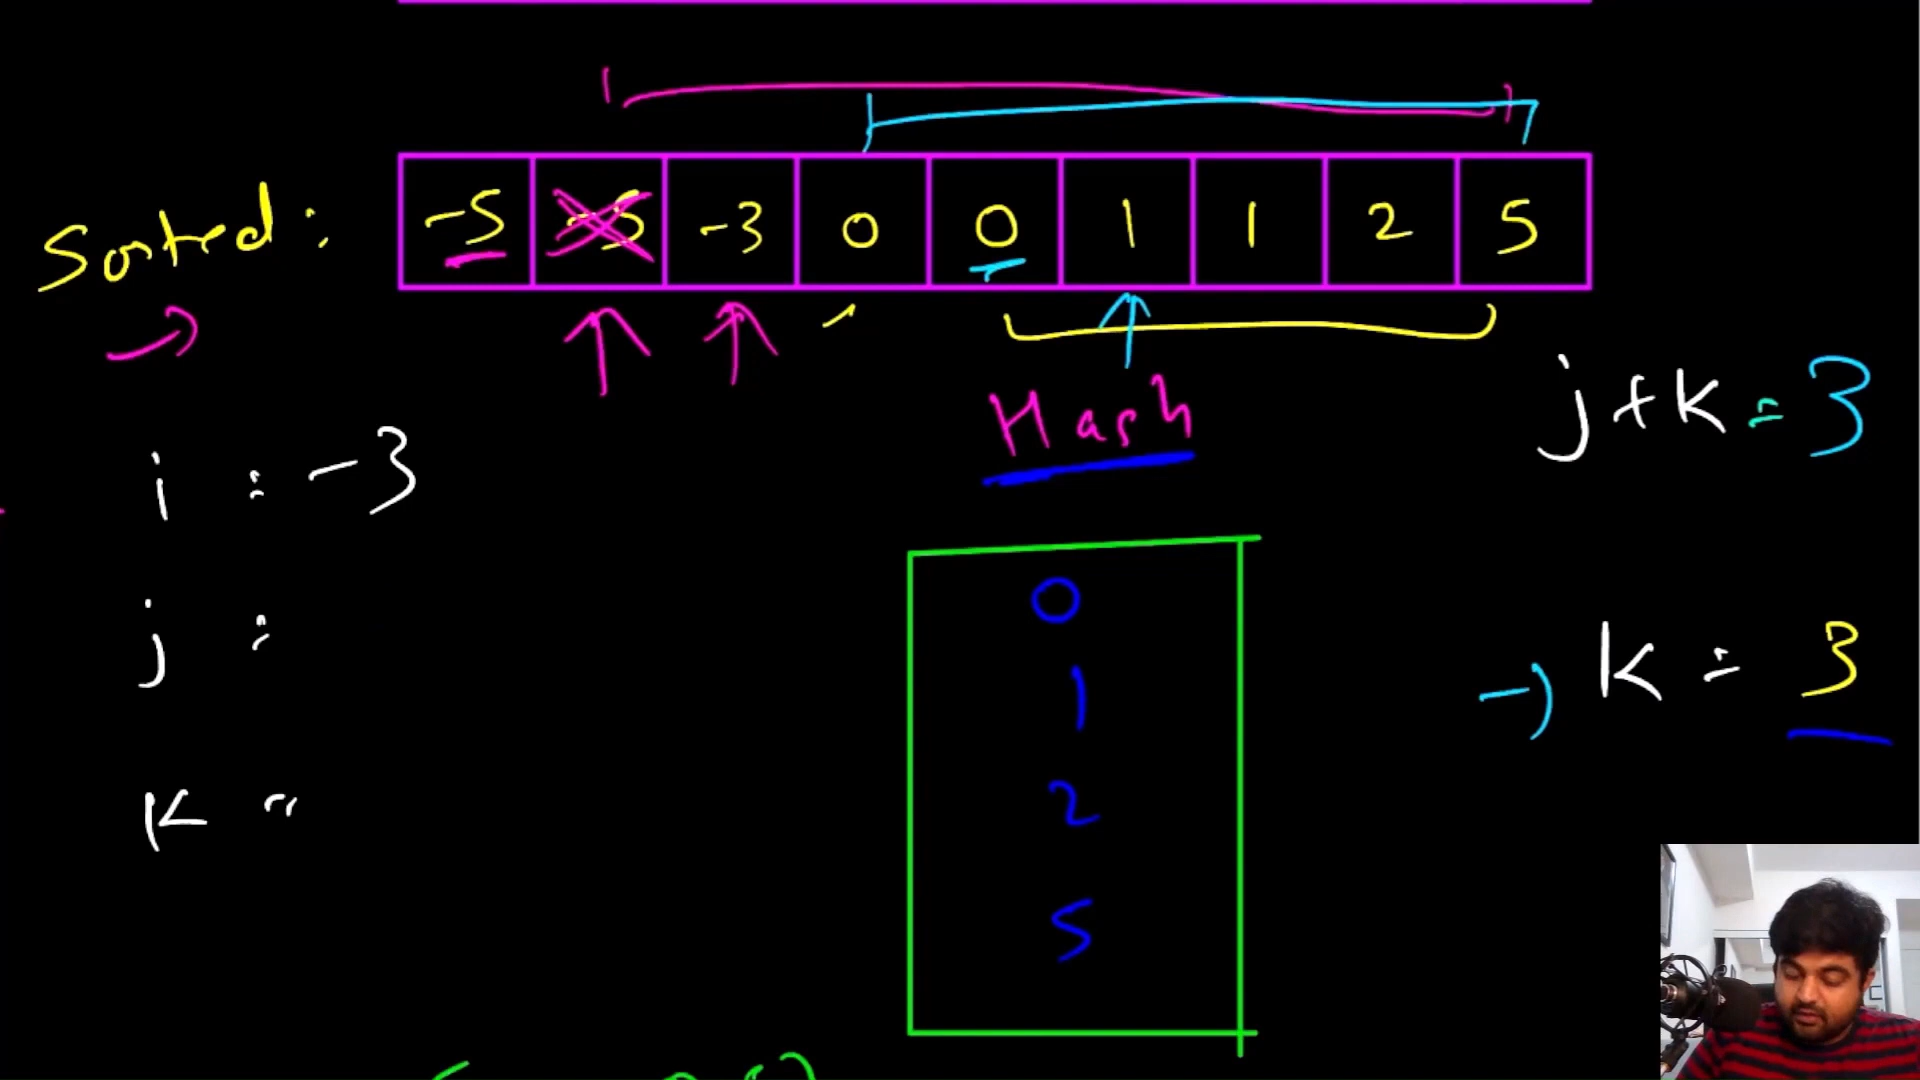 Sorted: -5 -5 -3 0 0 1 1 2 5
Hash
j+k = 3
i : -3
j :
k =
0
1
2
5
k = 3